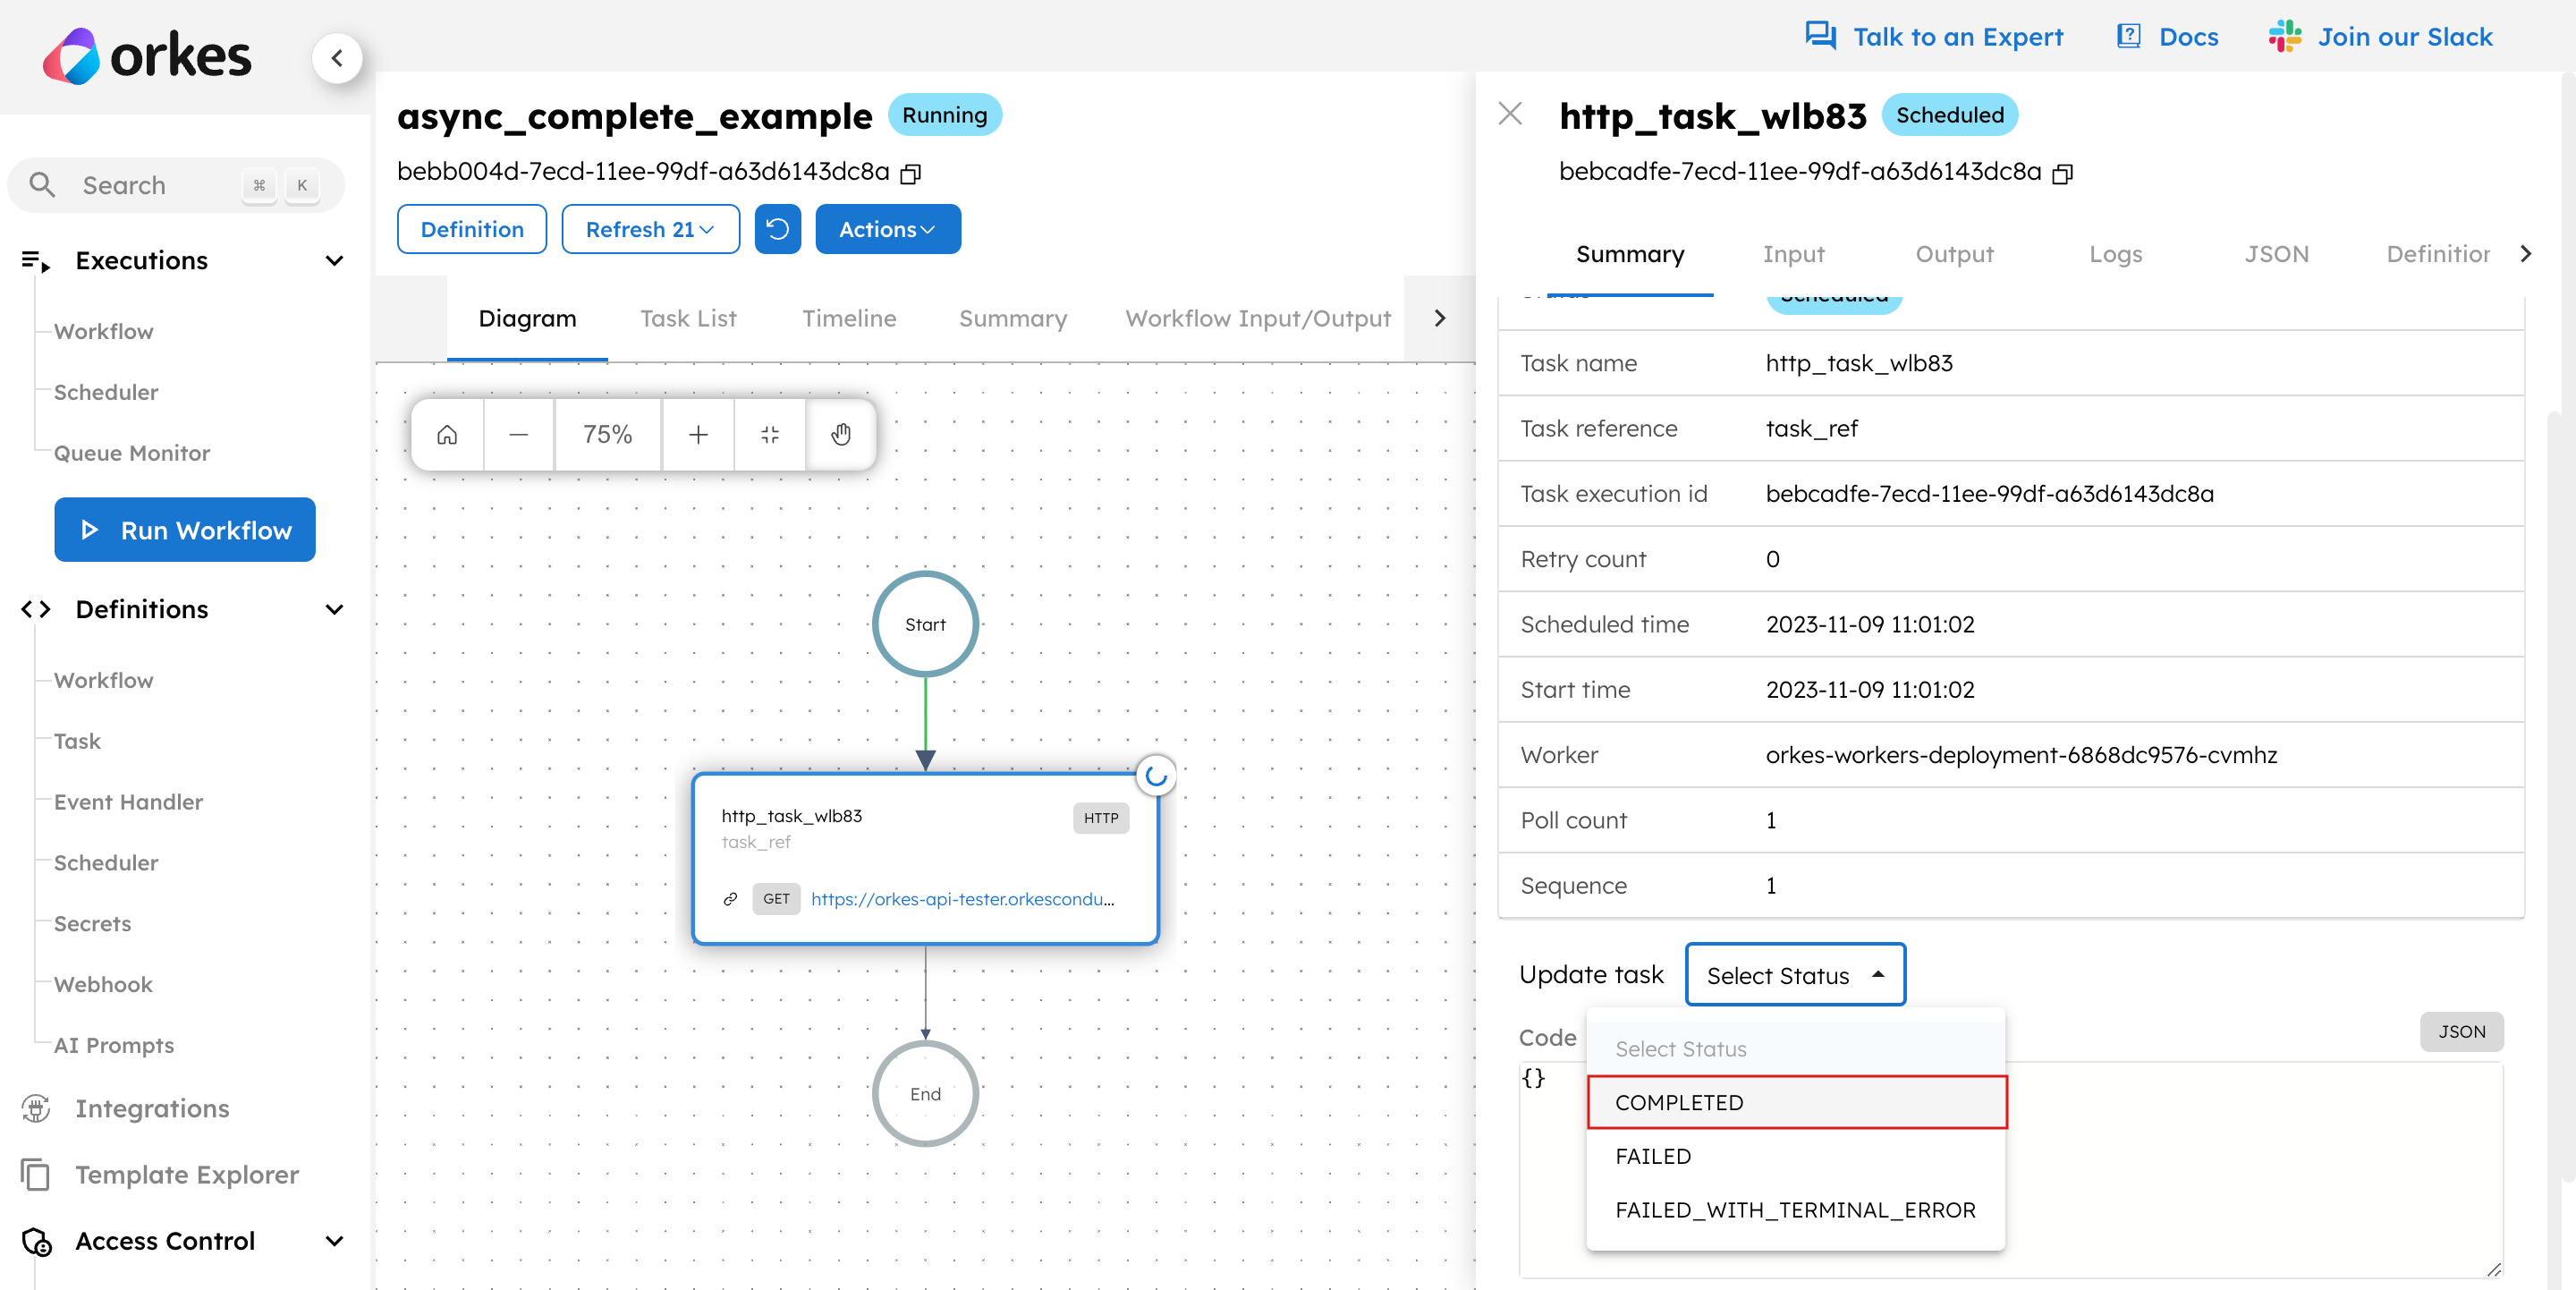 orkes
Talk to an Expert
Docs
Join our Slack
Search
⌘ K
Executions
Workflow
Scheduler
Queue Monitor
Run Workflow
Definitions
Workflow
Task
Event Handler
Scheduler
Secrets
Webhook
AI Prompts
Integrations
Template Explorer
Access Control
async_complete_example Running
bebb004d-7ecd-11ee-99df-a63d6143dc8a
Definition Refresh 21 Actions
Diagram Task List Timeline Summary Workflow Input/Output
75%
Start
http_task_wlb83 HTTP
task_ref
GET https://orkes-api-tester.orkescondu...
End
http_task_wlb83 Scheduled
bebcadfe-7ecd-11ee-99df-a63d6143dc8a
Summary Input Output Logs JSON Definition
Status Scheduled
Task name http_task_wlb83
Task reference task_ref
Task execution id bebcadfe-7ecd-11ee-99df-a63d6143dc8a
Retry count 0
Scheduled time 2023-11-09 11:01:02
Start time 2023-11-09 11:01:02
Worker orkes-workers-deployment-6868dc9576-cvmhz
Poll count 1
Sequence 1
Update task Select Status
Code JSON
{}
Select Status
COMPLETED
FAILED
FAILED_WITH_TERMINAL_ERROR